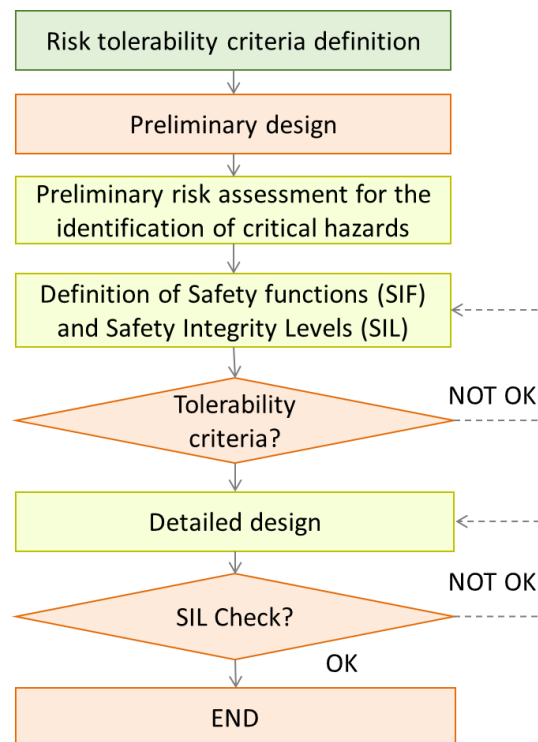 Risk tolerability criteria definition
Preliminary design
Preliminary risk assessment for the
identification of critical hazards
Definition of Safety functions (SIF)
and Safety Integrity Levels (SIL)
Tolerability
criteria?
NOT OK
Detailed design
NOT OK
SIL Check?
OK
END